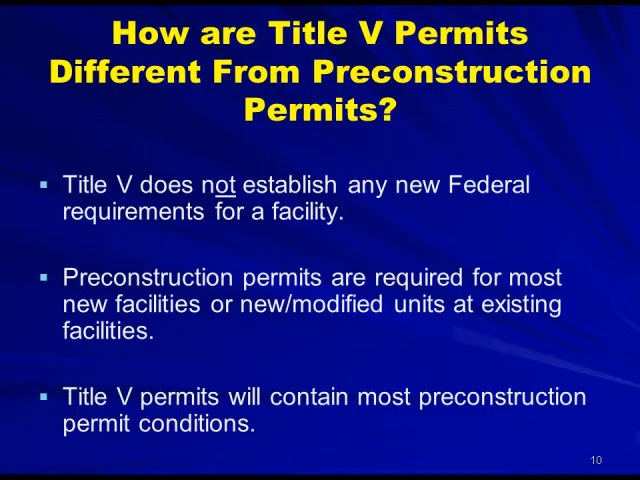 How are Title V Permits
Different From Preconstruction
Permits?
▪ Title V does not establish any new Federal
requirements for a facility.
▪ Preconstruction permits are required for most
new facilities or new/modified units at existing
facilities.
▪ Title V permits will contain most preconstruction
permit conditions.
10